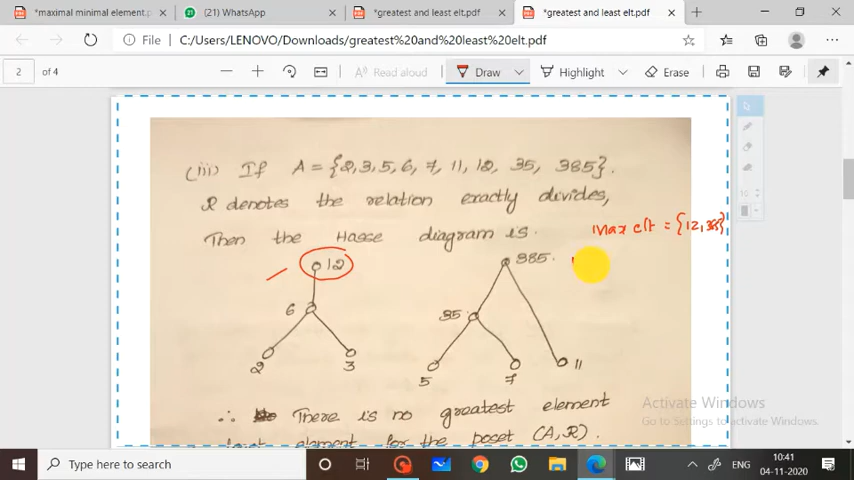 *maximal minimal element.pdf
(21) WhatsApp
*greatest and least elt.pdf
*greatest and least elt.pdf
File C:/Users/LENOVO/Downloads/greatest%20and%20least%20elt.pdf
2 of 4
Read aloud
Draw
Highlight
Erase
10
(iii) If A = {2,3,5,6,7,11,12,35,385}.
R denotes the relation exactly divides,
Then the Hasse diagram is.
Max elt = {12,385}
12
385.
6
35
2
3
5
7
11
∴ There is no greatest element
least element for the poset (A,R).
Activate Windows
Go to Settings to activate Windows.
Type here to search
ENG
10:41
04-11-2020